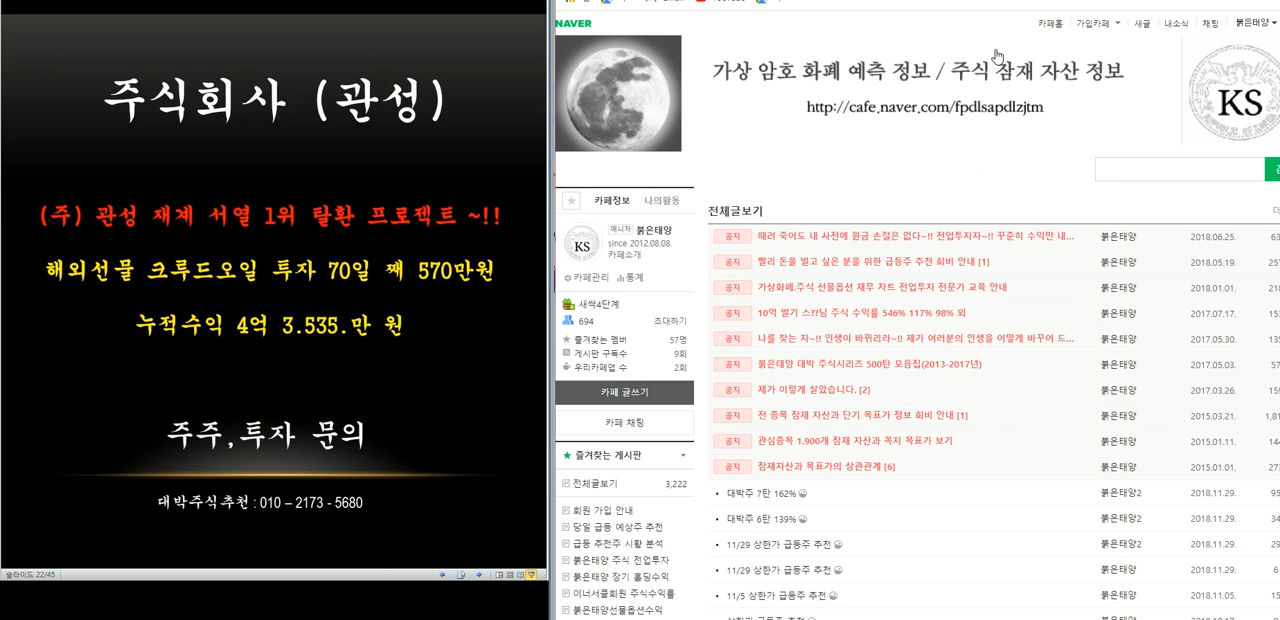 주식회사 (관성)
(주) 관성 재계 서열 1위 탈환 프로젝트 ~!!
해외선물 크루드오일 투자 70일 째 570만원
누적수익 4억 3.535.만 원
주주,투자 문의
대박주식추천 : 010 – 2173 - 5680
슬라이드 22/45
NAVER
카페홈 가입카페 새글 내소식 채팅 붉은태양
가상 암호 화폐 예측 정보 / 주식 잠재 자산 정보
http://cafe.naver.com/fpdlsapdlzjtm
KS
카페정보 나의활동
KS
매니저 붉은태양
since 2012.08.08.
카페소개
카페관리 통계
새싹4단계
694 초대하기
즐겨찾는 멤버 57명
게시판 구독수 9회
우리카페앱 수 2회
카페 글쓰기
카페 채팅
즐겨찾는 게시판
전체글보기 3,222
회원 가입 안내
당일 급등 예상주 추천
급등 추천주 시황 분석
붉은태양 주식 전업투자
붉은태양 장기 홀딩수익
이너서클회원 주식수익률
붉은태양선물옵션수익
전체글보기
공지 때려 죽어도 내 사전에 원금 손절은 없다~!! 전업투자자~!! 꾸준히 수익만 내... 붉은태양 2018.06.25.
공지 빨리 돈을 벌고 싶은 분을 위한 급등주 추천 회비 안내 [1] 붉은태양 2018.05.19.
공지 가상화폐.주식 선물옵션 재무 차트 전업투자 전문가 교육 안내 붉은태양 2018.01.01.
공지 10억 벌기 스??님 주식 수익률 546% 117% 98% 외 붉은태양 2017.07.17.
공지 나를 찾는 자~!! 인생이 바뀌리라~!! 제가 여러분의 인생을 어떻게 바꾸어 드... 붉은태양 2017.05.30.
공지 붉은태양 대박 주식시리즈 500탄 모음집(2013-2017년) 붉은태양 2017.05.03.
공지 제가 이렇게 살았습니다. [2] 붉은태양 2017.03.26.
공지 전 종목 잠재 자산과 단기 목표가 정보 회비 안내 [1] 붉은태양 2015.03.21.
공지 관심종목 1.900개 잠재 자산과 꼭지 목표가 보기 붉은태양 2015.01.11.
공지 잠재자산과 목표가의 상관관계 [6] 붉은태양 2015.01.01.
대박주 7탄 162% 붉은태양2 2018.11.29.
대박주 6탄 139% 붉은태양2 2018.11.29.
11/29 상한가 급등주 추천 붉은태양2 2018.11.29.
11/29 상한가 급등주 추천 붉은태양 2018.11.29.
11/5 상한가 급등주 추천 붉은태양 2018.11.05.